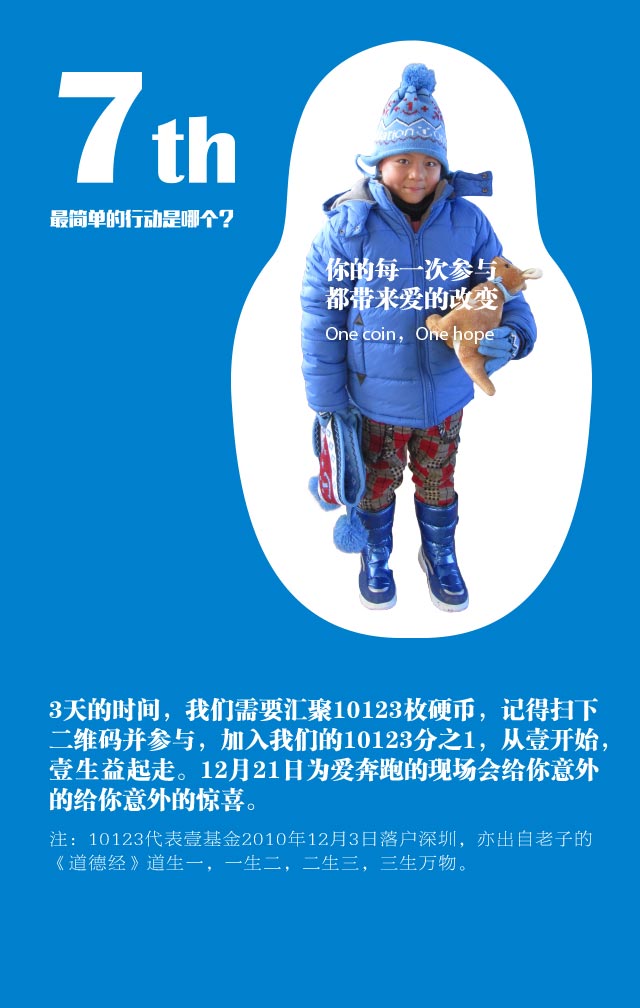 7th
最简单的行动是哪个？
ation
你的每一次参与
都带来爱的改变
One coin，One hope
3天的时间，我们需要汇聚10123枚硬币，记得扫下
二维码并参与，加入我们的10123分之1，从壹开始，
壹生益起走。12月21日为爱奔跑的现场会给你意外
的给你意外的惊喜。
注：10123代表壹基金2010年12月3日落户深圳，亦出自老子的
《道德经》道生一，一生二，二生三，三生万物。